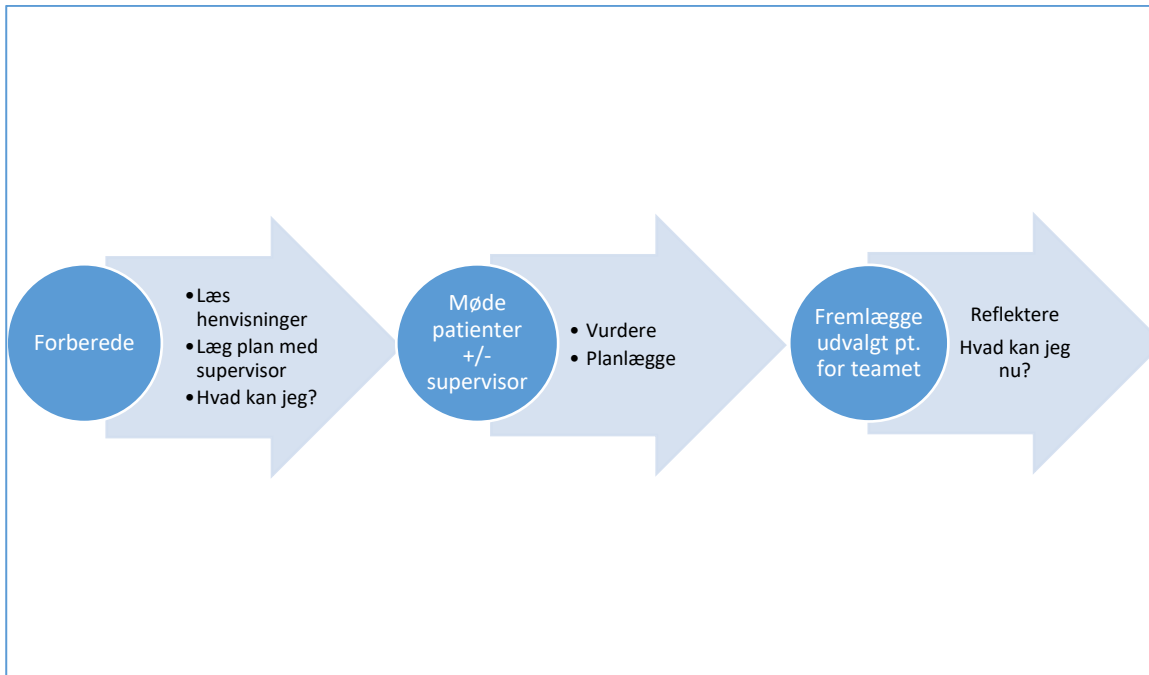 Forberede
•Læs
henvisninger
•Læg plan med
supervisor
•Hvad kan jeg?
Møde
patienter
+/-
supervisor
• Vurdere
• Planlægge
Fremlægge
udvalgt pt.
for teamet
Reflektere
Hvad kan jeg
nu?